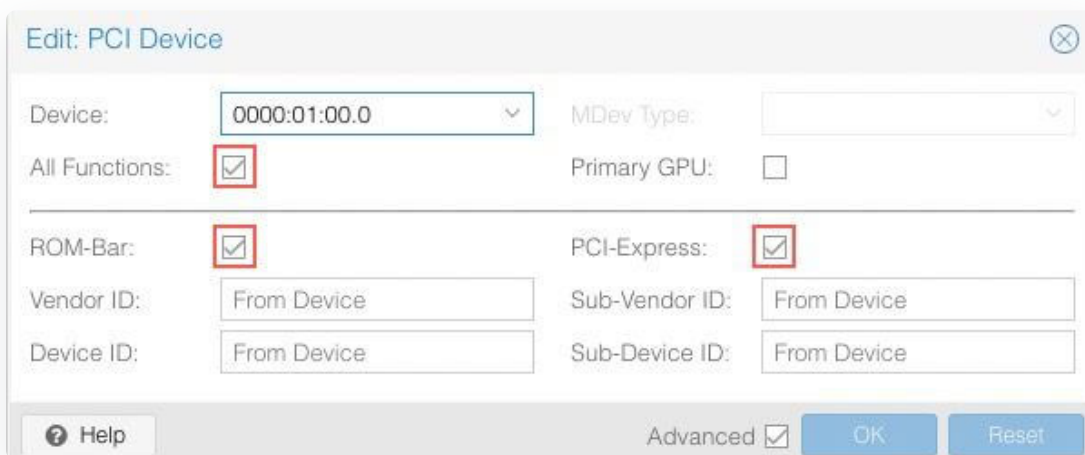 Edit: PCI Device
Device: 0000:01:00.0 MDev Type:
All Functions: Primary GPU:
ROM-Bar: PCI-Express:
Vendor ID: From Device Sub-Vendor ID: From Device
Device ID: From Device Sub-Device ID: From Device
Help Advanced OK Reset